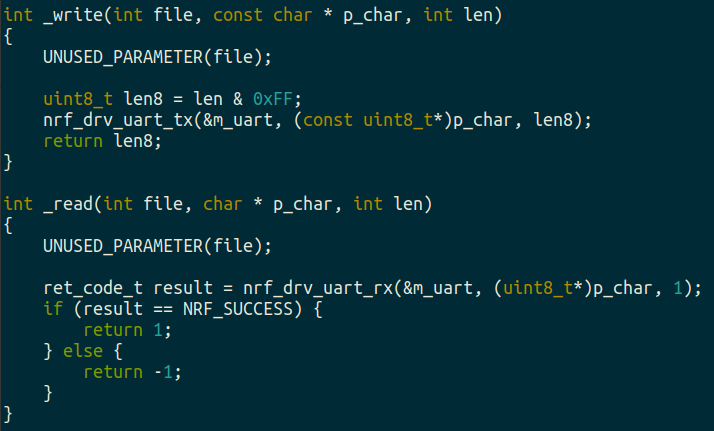 int _write(int file, const char * p_char, int len)
{
    UNUSED_PARAMETER(file);

    uint8_t len8 = len & 0xFF;
    nrf_drv_uart_tx(&m_uart, (const uint8_t*)p_char, len8);
    return len8;
}

int _read(int file, char * p_char, int len)
{
    UNUSED_PARAMETER(file);

    ret_code_t result = nrf_drv_uart_rx(&m_uart, (uint8_t*)p_char, 1);
    if (result == NRF_SUCCESS) {
        return 1;
    } else {
        return -1;
    }
}